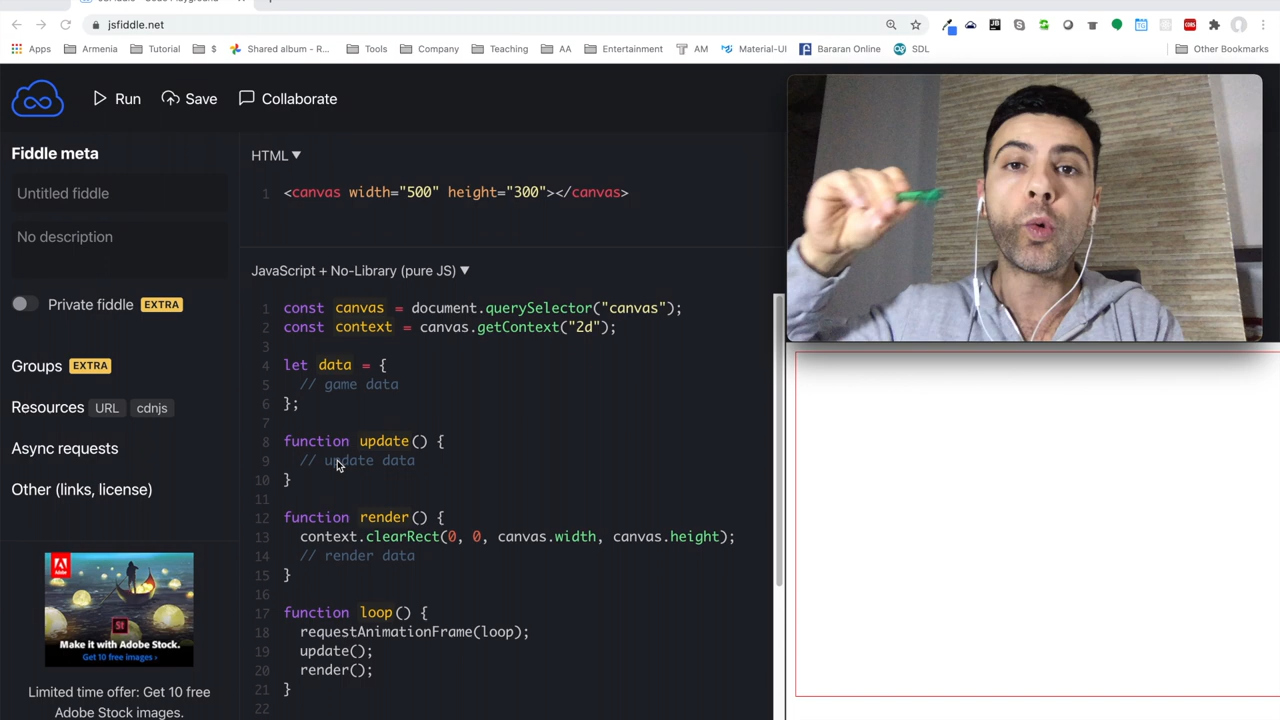 jsfiddle.net
Apps Armenia Tutorial $ Shared album - R... Tools Company Teaching AA Entertainment AM Material-UI Bararan Online SDL Other Bookmarks
Run Save Collaborate
Fiddle meta
Untitled fiddle
No description
Private fiddle EXTRA
Groups EXTRA
Resources URL cdnjs
Async requests
Other (links, license)
Make it with Adobe Stock.
Get 10 free images ›
Limited time offer: Get 10 free
Adobe Stock images.
HTML ▼
1 <canvas width="500" height="300"></canvas>
JavaScript + No-Library (pure JS) ▼
1 const canvas = document.querySelector("canvas");
2 const context = canvas.getContext("2d");
3
4 let data = {
5 // game data
6 };
7
8 function update() {
9 // update data
10 }
11
12 function render() {
13 context.clearRect(0, 0, canvas.width, canvas.height);
14 // render data
15 }
16
17 function loop() {
18 requestAnimationFrame(loop);
19 update();
20 render();
21 }
22